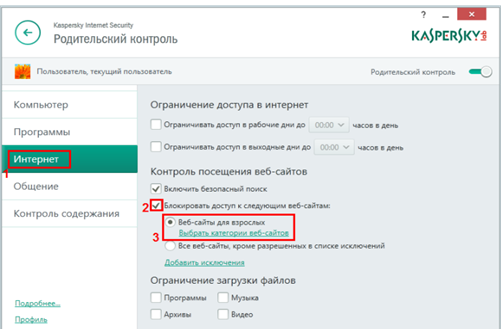 ? _ ×
Kaspersky Internet Security
Родительский контроль
KASPERSKY
Пользователь, текущий пользователь
Родительский контроль
Компьютер
Программы
1 Интернет
Общение
Контроль содержания
Подробнее...
Профиль
Ограничение доступа в интернет
Ограничивать доступ в рабочие дни до 00:00 часов в день
Ограничивать доступ в выходные дни до 00:00 часов в день
Контроль посещения веб-сайтов
Включить безопасный поиск
2 Блокировать доступ к следующим веб-сайтам:
3 Веб-сайты для взрослых
Выбрать категории веб-сайтов
Все веб-сайты, кроме разрешенных в списке исключений
Добавить исключения
Ограничение загрузки файлов
Программы Музыка
Архивы Видео